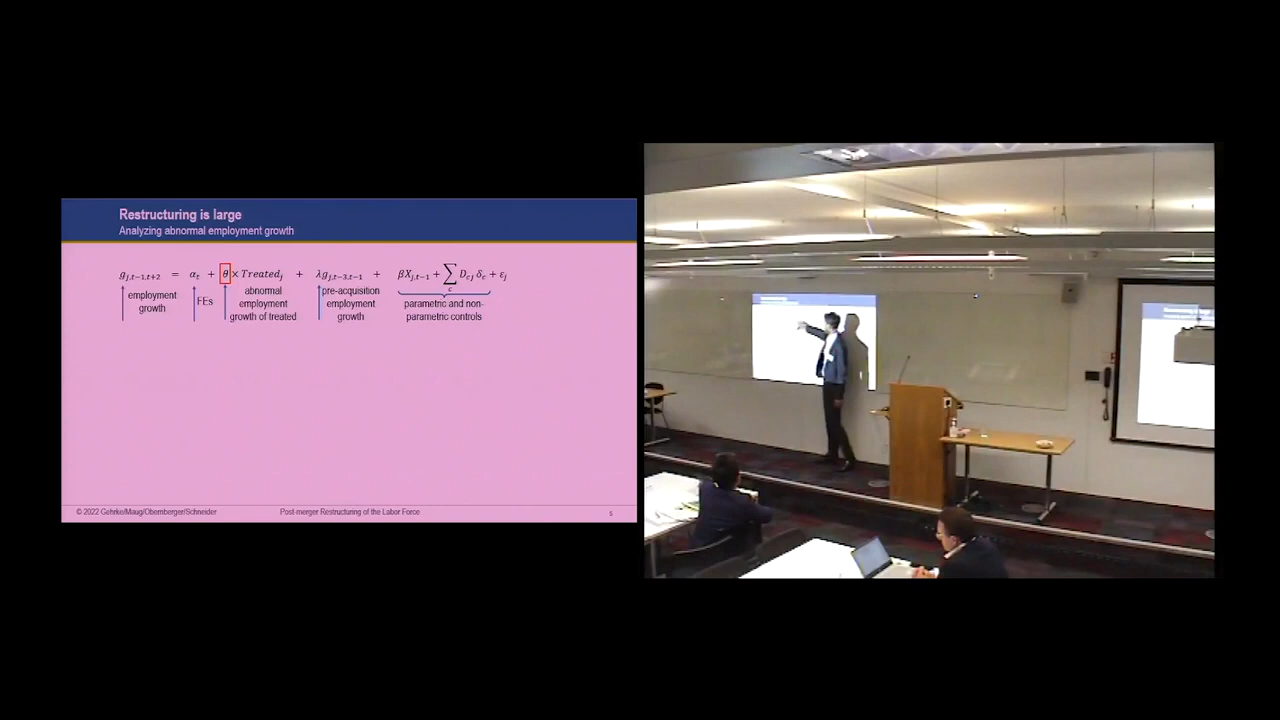 Restructuring is large
Analyzing abnormal employment growth
g_{j,t−1,t+2} = α_t + θ × Treated_j + λg_{j,t−3,t−1} + βX_{j,t−1} + ∑_c D_{cj} δ_c + ε_j
employment growth
FEs
abnormal employment growth of treated
pre-acquisition employment growth
parametric and non-parametric controls
© 2022 Gehrke/Maug/Obernberger/Schneider Post-merger Restructuring of the Labor Force 5